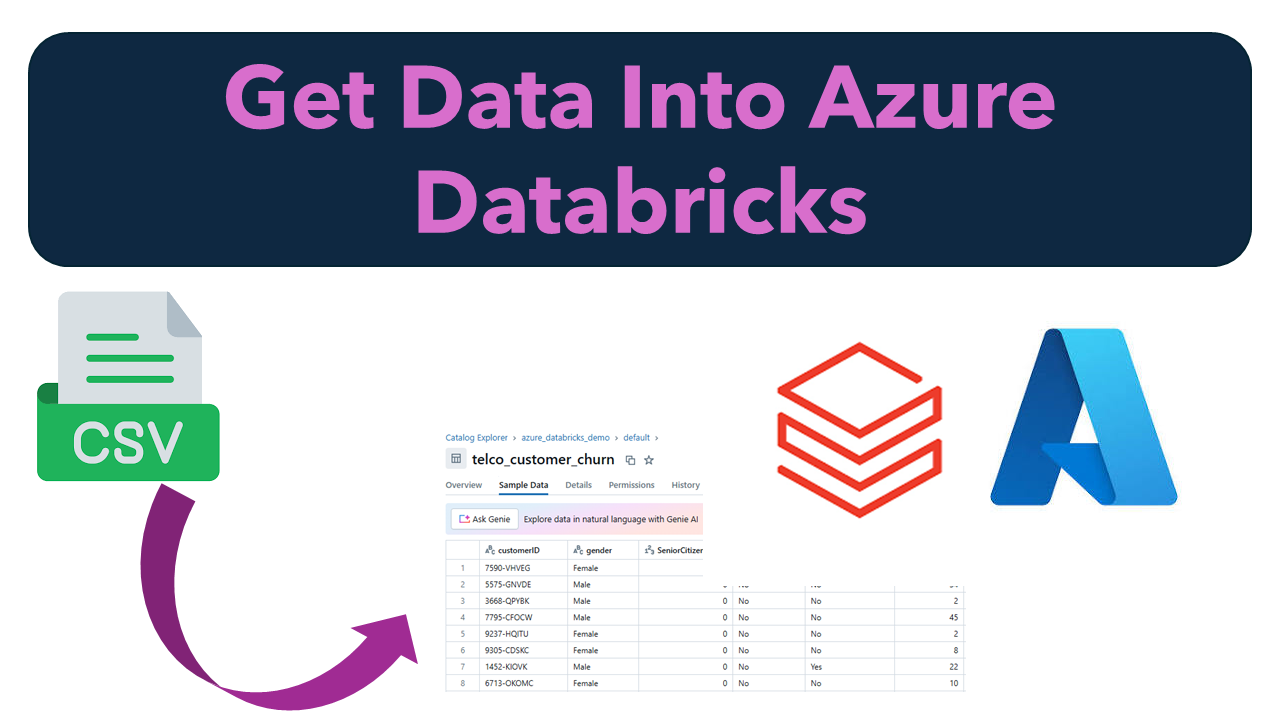 Get Data Into Azure
Databricks
CSV
Catalog Explorer › azure_databricks_demo › default ›
telco_customer_churn
Overview Sample Data Details Permissions History
Ask Genie Explore data in natural language with Genie AI
customerID gender SeniorCitizen
1 7590-VHVEG Female
2 5575-GNVDE Male
3 3668-QPYBK Male 0 No No 2
4 7795-CFOCW Male 0 No No 45
5 9237-HQITU Female 0 No No 2
6 9305-CDSKC Female 0 No No 8
7 1452-KIOVK Male 0 No Yes 22
8 6713-OKOMC Female 0 No No 10